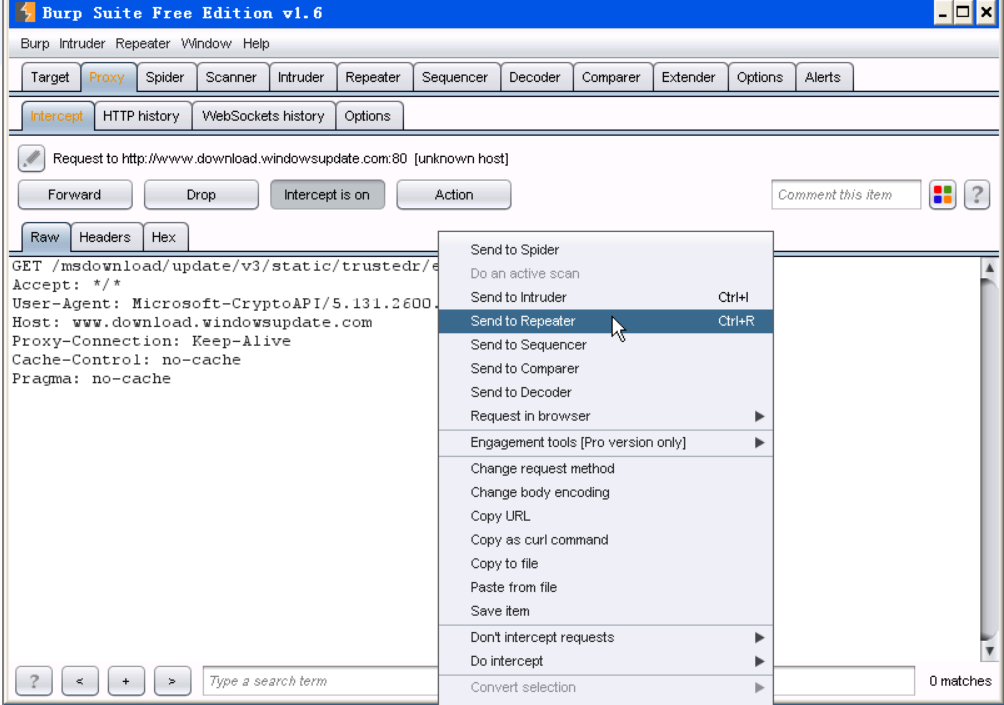 Burp Suite Free Edition v1.6
Burp Intruder Repeater Window Help
Target Proxy Spider Scanner Intruder Repeater Sequencer Decoder Comparer Extender Options Alerts
Intercept HTTP history WebSockets history Options
Request to http://www.download.windowsupdate.com:80 [unknown host]
Forward Drop Intercept is on Action Comment this item ?
Raw Headers Hex
GET /msdownload/update/v3/static/trustedr/
Accept: */*
User-Agent: Microsoft-CryptoAPI/5.131.2600.
Host: www.download.windowsupdate.com
Proxy-Connection: Keep-Alive
Cache-Control: no-cache
Pragma: no-cache
Send to Spider
Do an active scan
Send to Intruder Ctrl+I
Send to Repeater Ctrl+R
Send to Sequencer
Send to Comparer
Send to Decoder
Request in browser
Engagement tools [Pro version only]
Change request method
Change body encoding
Copy URL
Copy as curl command
Copy to file
Paste from file
Save item
Don't intercept requests
Do intercept
Convert selection
? < + > Type a search term 0 matches